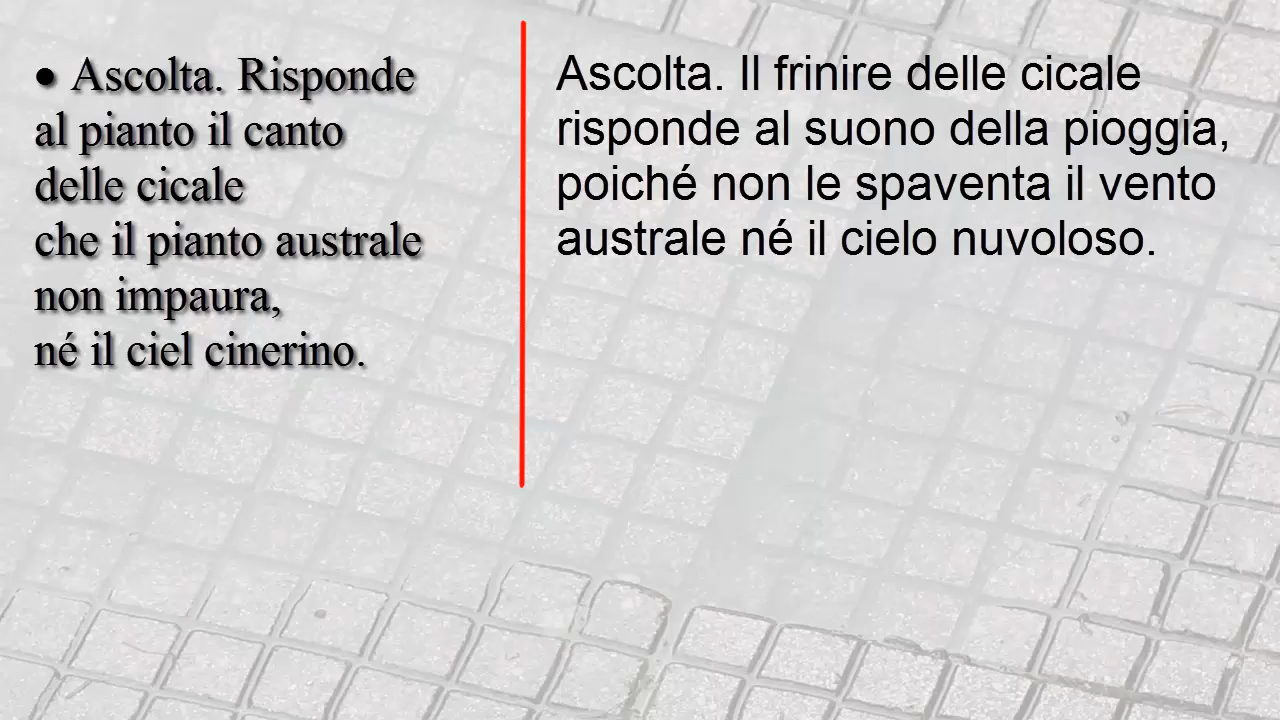 • Ascolta. Risponde
al pianto il canto
delle cicale
che il pianto australe
non impaura,
né il ciel cinerino.
Ascolta. Il frinire delle cicale
risponde al suono della pioggia,
poiché non le spaventa il vento
australe né il cielo nuvoloso.